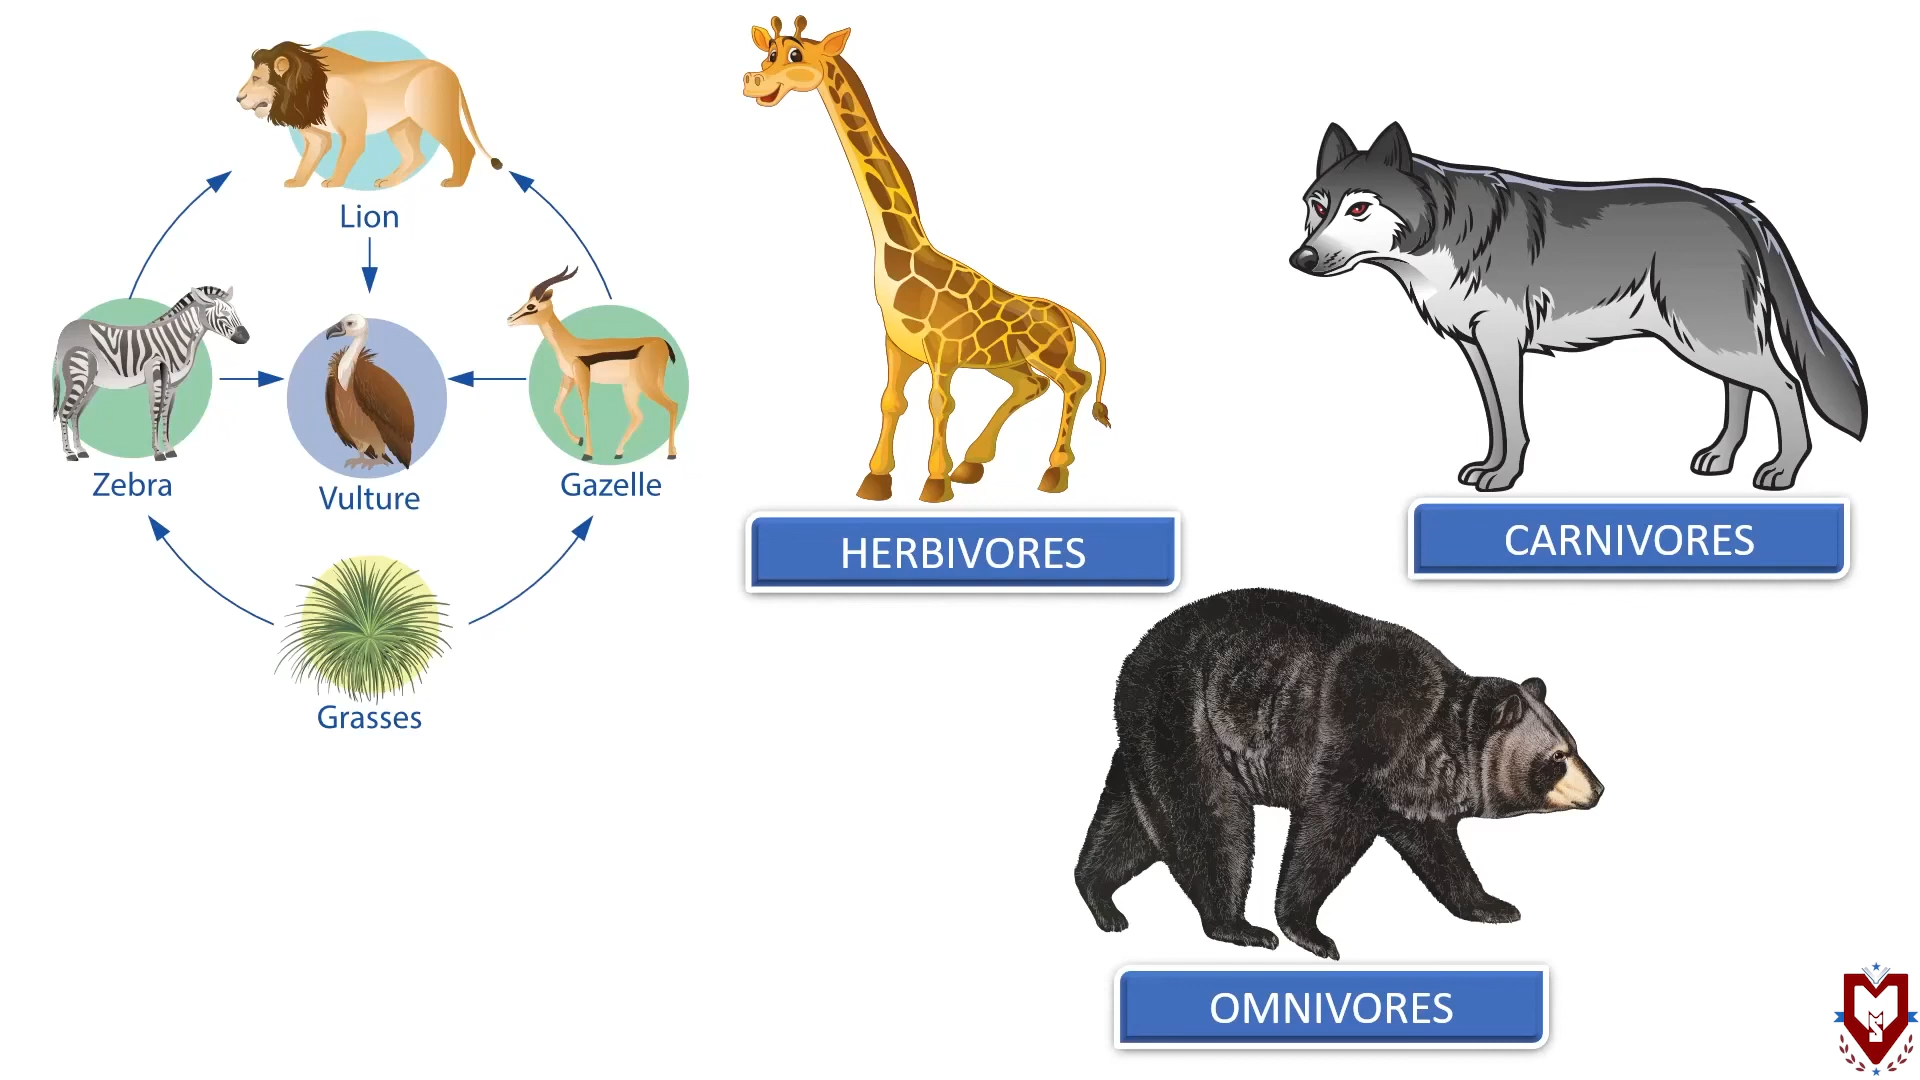 Lion
Zebra
Vulture
Gazelle
Grasses
HERBIVORES
CARNIVORES
OMNIVORES